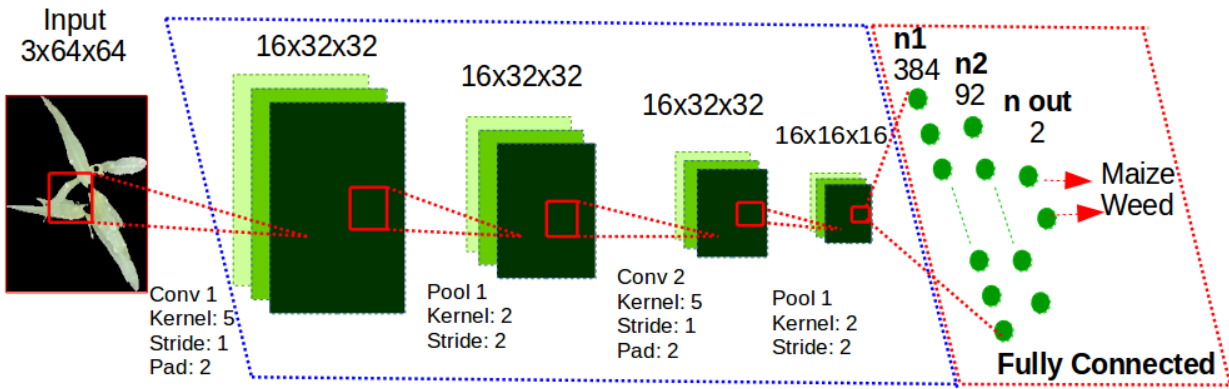 Input
3x64x64
16x32x32
16x32x32
16x32x32
16x16x16
n1
384
n2
92
n out
2
Maize
Weed
Conv 1
Kernel: 5
Stride: 1
Pad: 2
Pool 1
Kernel: 2
Stride: 2
Conv 2
Kernel: 5
Stride: 1
Pad: 2
Pool 1
Kernel: 2
Stride: 2
Fully Connected